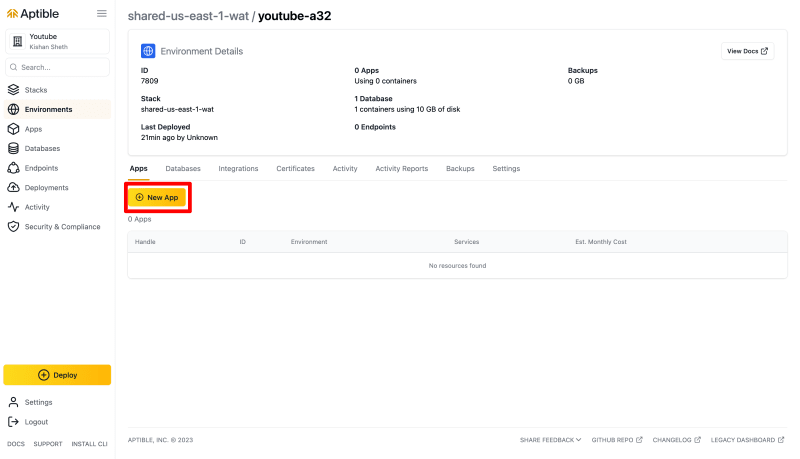 Aptible
Youtube
Kishan Sheth
Search...
Stacks
Environments
Apps
Databases
Endpoints
Deployments
Activity
Security & Compliance
Deploy
Settings
Logout
DOCS SUPPORT INSTALL CLI
shared-us-east-1-wat / youtube-a32
Environment Details
View Docs
ID
7809
0 Apps
Using 0 containers
Backups
0 GB
Stack
shared-us-east-1-wat
1 Database
1 containers using 10 GB of disk
Last Deployed
21min ago by Unknown
0 Endpoints
Apps Databases Integrations Certificates Activity Activity Reports Backups Settings
New App
0 Apps
Handle ID Environment Services Est. Monthly Cost
No resources found
APTIBLE, INC. © 2023
SHARE FEEDBACK GITHUB REPO CHANGELOG LEGACY DASHBOARD